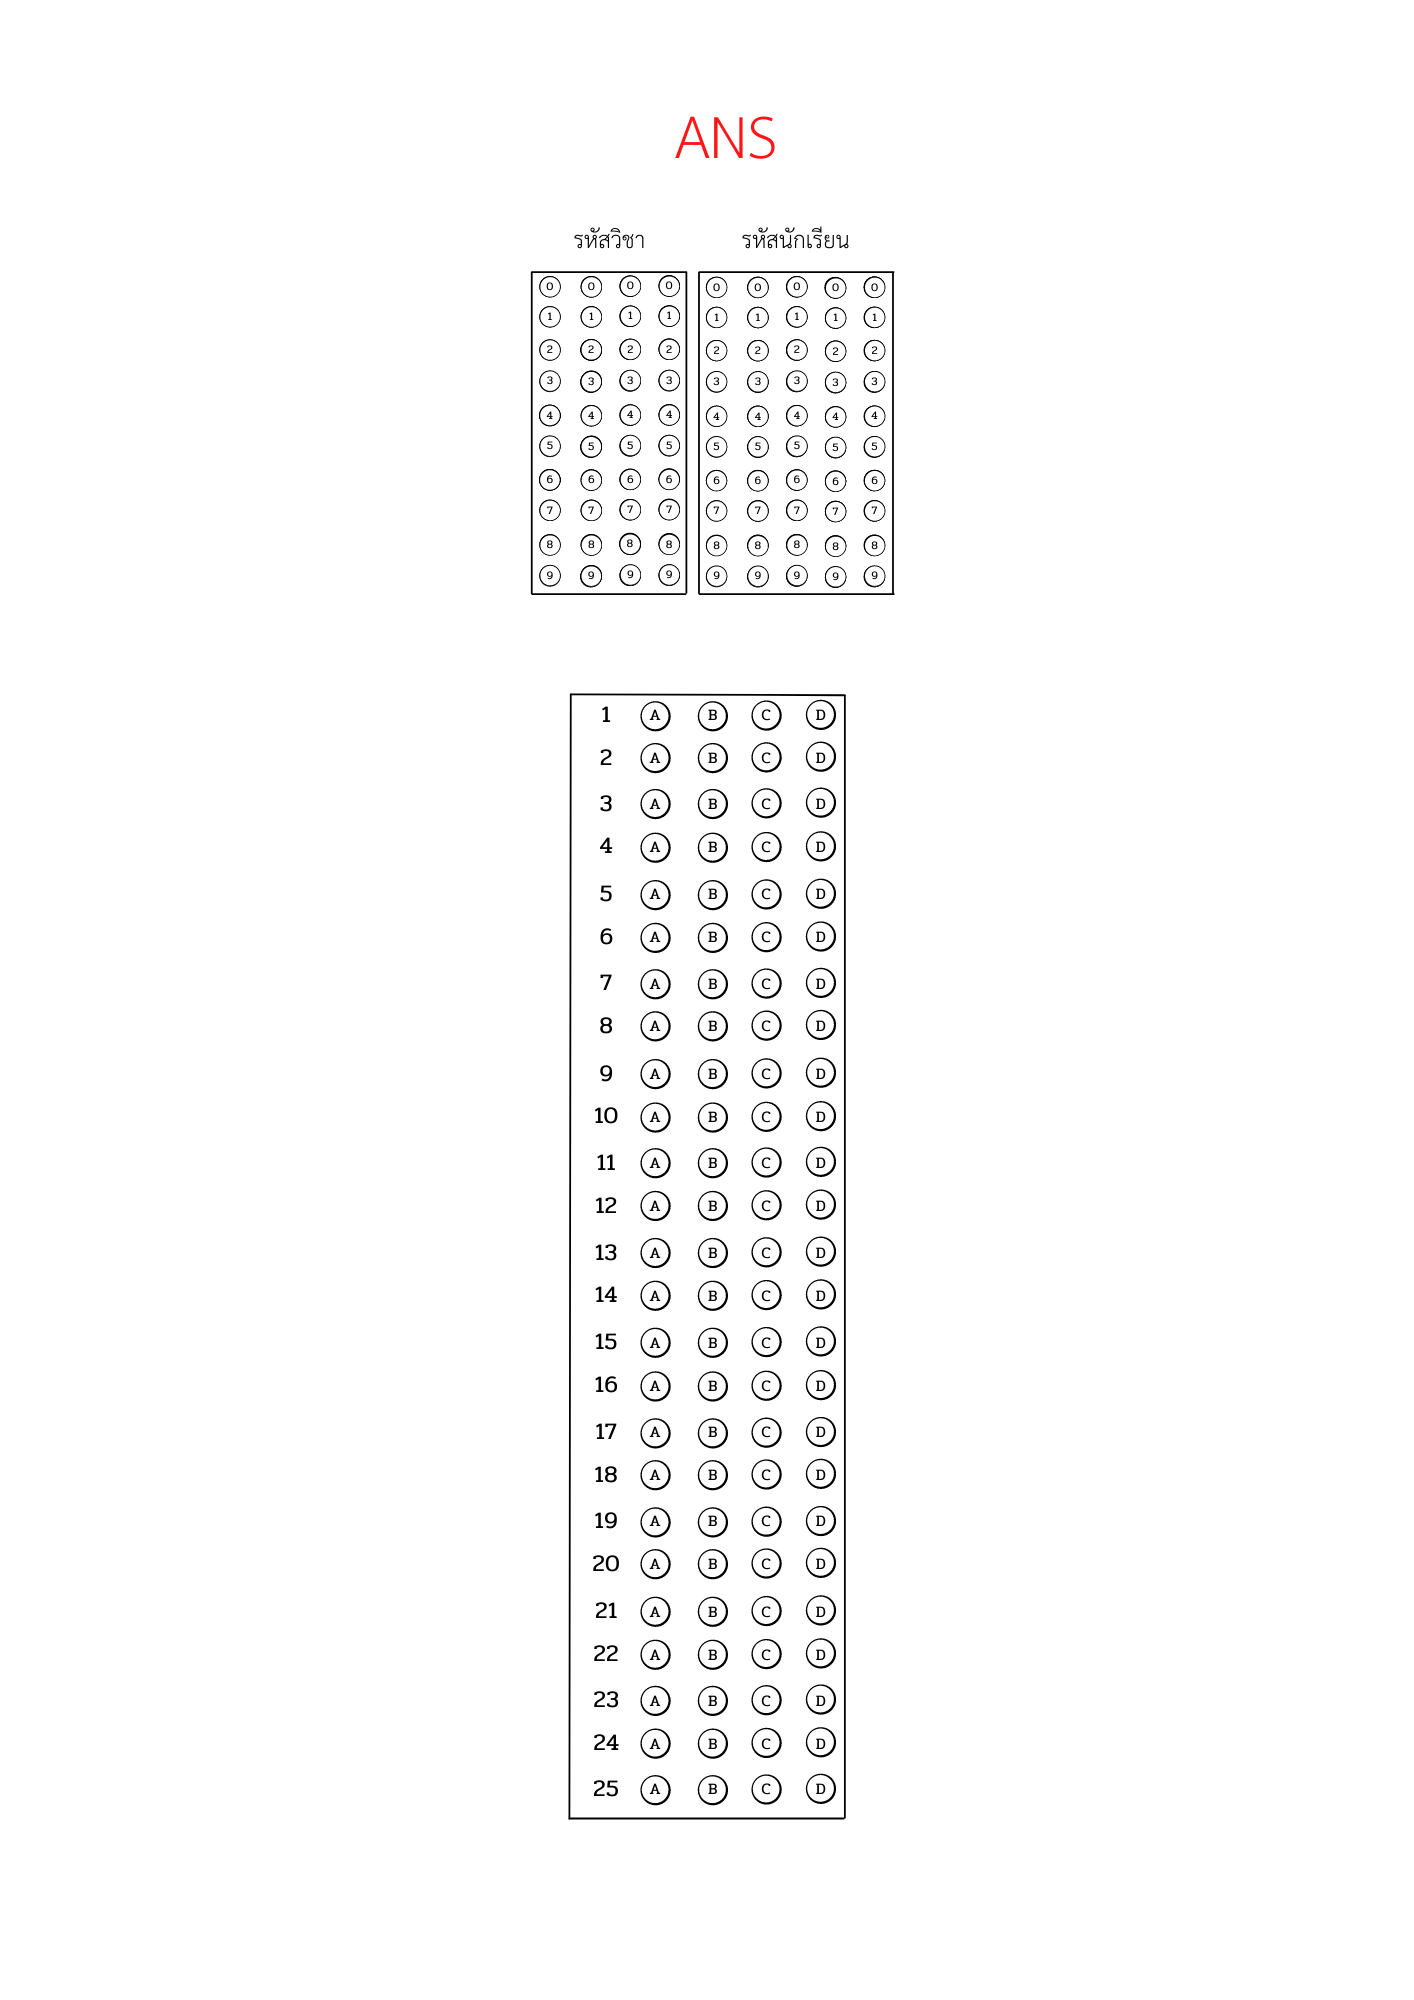 ANS
รหัสวิชา รหัสนักเรียน
0 0 0 0 0 0 0 0 0
1 1 1 1 1 1 1 1 1
2 2 2 2 2 2 2 2 2
3 3 3 3 3 3 3 3 3
4 4 4 4 4 4 4 4 4
5 5 5 5 5 5 5 5 5
6 6 6 6 6 6 6 6 6
7 7 7 7 7 7 7 7 7
8 8 8 8 8 8 8 8 8
9 9 9 9 9 9 9 9 9
1 A B C D
2 A B C D
3 A B C D
4 A B C D
5 A B C D
6 A B C D
7 A B C D
8 A B C D
9 A B C D
10 A B C D
11 A B C D
12 A B C D
13 A B C D
14 A B C D
15 A B C D
16 A B C D
17 A B C D
18 A B C D
19 A B C D
20 A B C D
21 A B C D
22 A B C D
23 A B C D
24 A B C D
25 A B C D